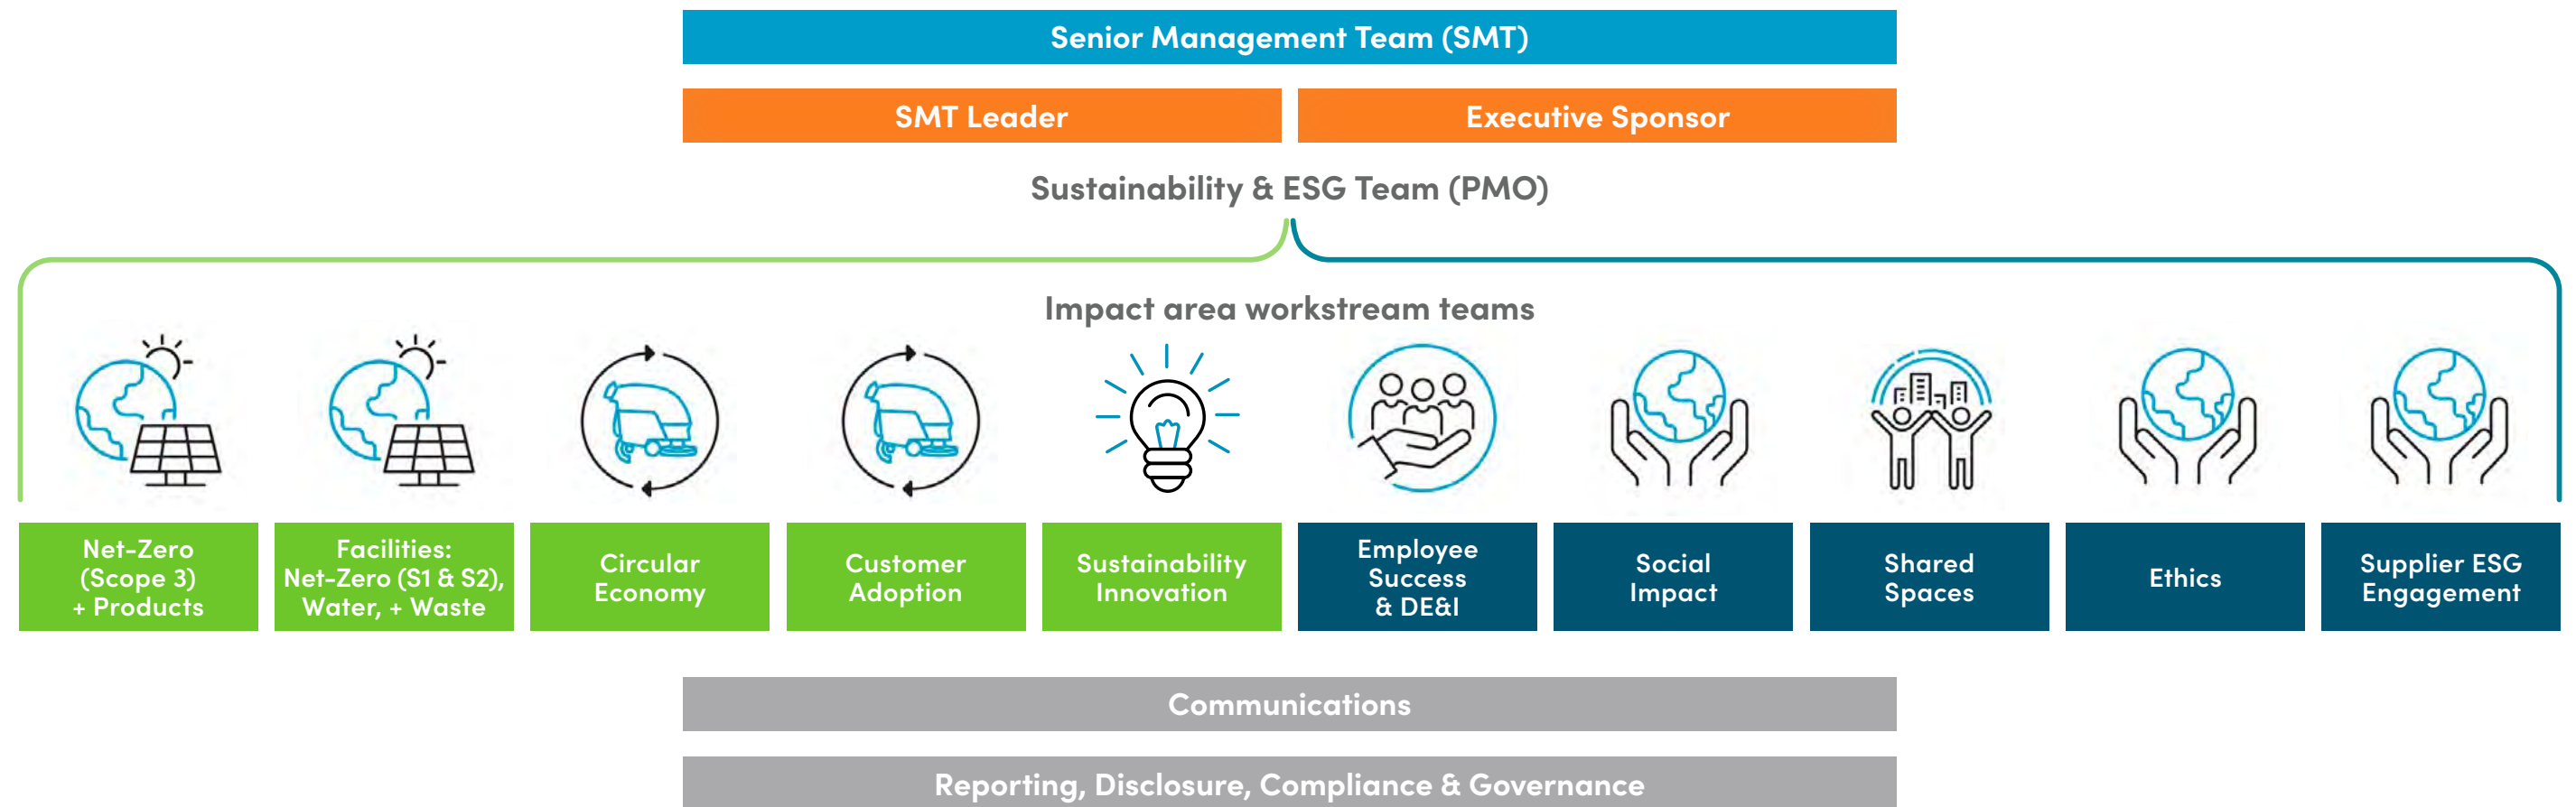 Senior Management Team (SMT)
SMT Leader
Executive Sponsor
Sustainability & ESG Team (PMO)
Impact area workstream teams
Net-Zero
(Scope 3)
+ Products
Facilities:
Net-Zero (S1 & S2),
Water, + Waste
Circular
Economy
Customer
Adoption
Sustainability
Innovation
Employee
Success
& DE&I
Social
Impact
Shared
Spaces
Ethics
Supplier ESG
Engagement
Communications
Reporting, Disclosure, Compliance & Governance